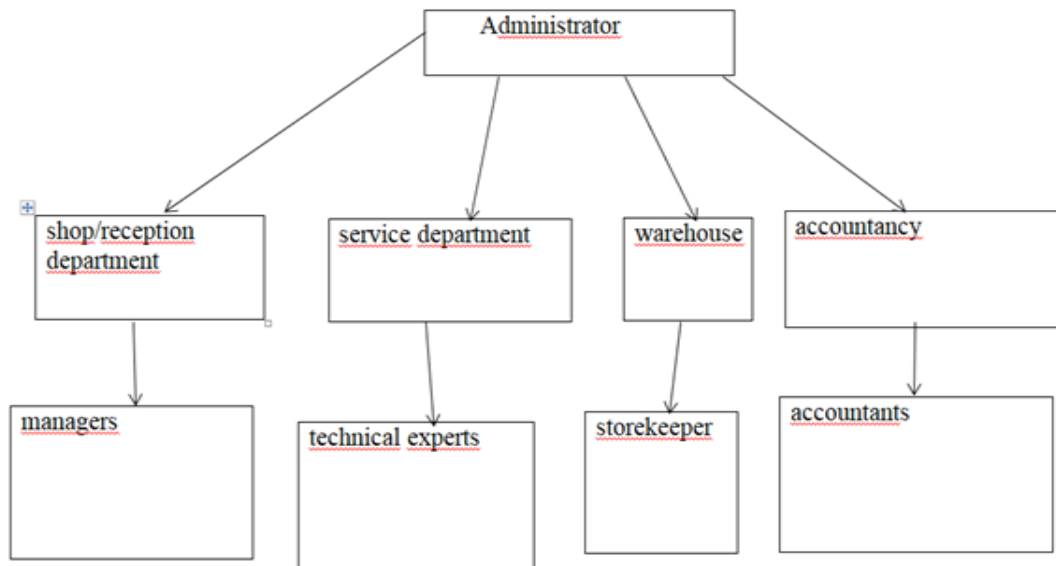 Administrator
shop/reception
department
service department
warehouse
accountancy
managers
technical experts
storekeeper
accountants